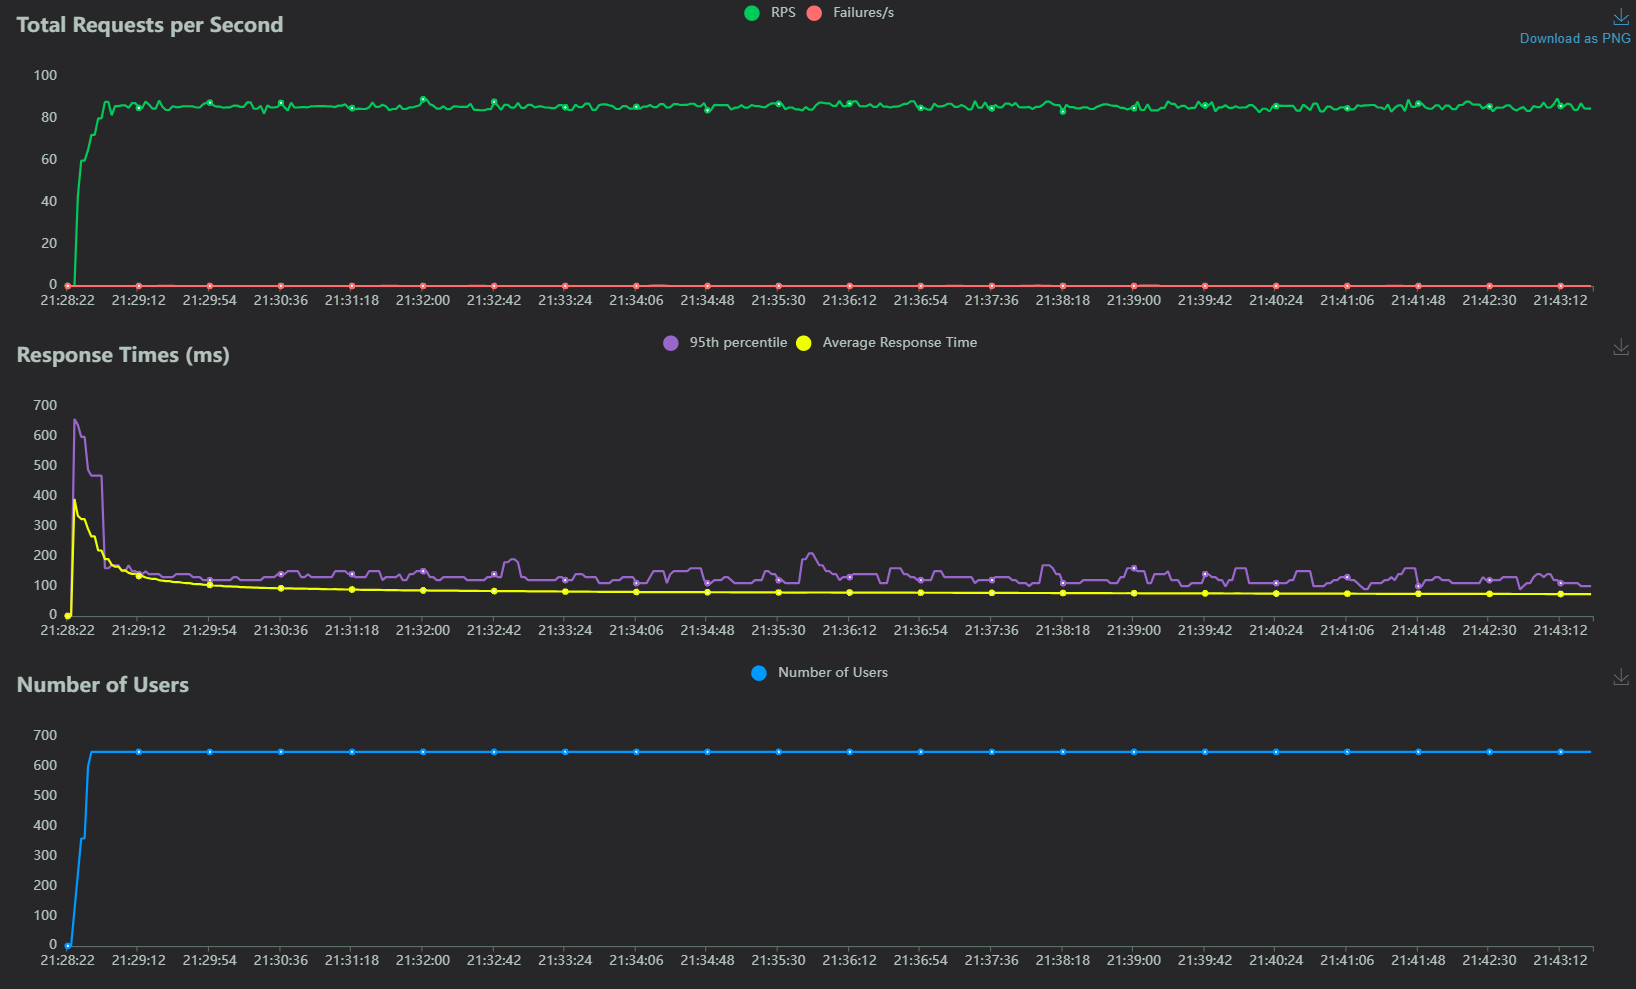 Total Requests per Second
RPS Failures/s
Download as PNG
100
80
60
40
20
0
21:28:22 21:29:12 21:29:54 21:30:36 21:31:18 21:32:00 21:32:42 21:33:24 21:34:06 21:34:48 21:35:30 21:36:12 21:36:54 21:37:36 21:38:18 21:39:00 21:39:42 21:40:24 21:41:06 21:41:48 21:42:30 21:43:12
Response Times (ms)
95th percentile Average Response Time
700
600
500
400
300
200
100
0
21:28:22 21:29:12 21:29:54 21:30:36 21:31:18 21:32:00 21:32:42 21:33:24 21:34:06 21:34:48 21:35:30 21:36:12 21:36:54 21:37:36 21:38:18 21:39:00 21:39:42 21:40:24 21:41:06 21:41:48 21:42:30 21:43:12
Number of Users
Number of Users
700
600
500
400
300
200
100
0
21:28:22 21:29:12 21:29:54 21:30:36 21:31:18 21:32:00 21:32:42 21:33:24 21:34:06 21:34:48 21:35:30 21:36:12 21:36:54 21:37:36 21:38:18 21:39:00 21:39:42 21:40:24 21:41:06 21:41:48 21:42:30 21:43:12